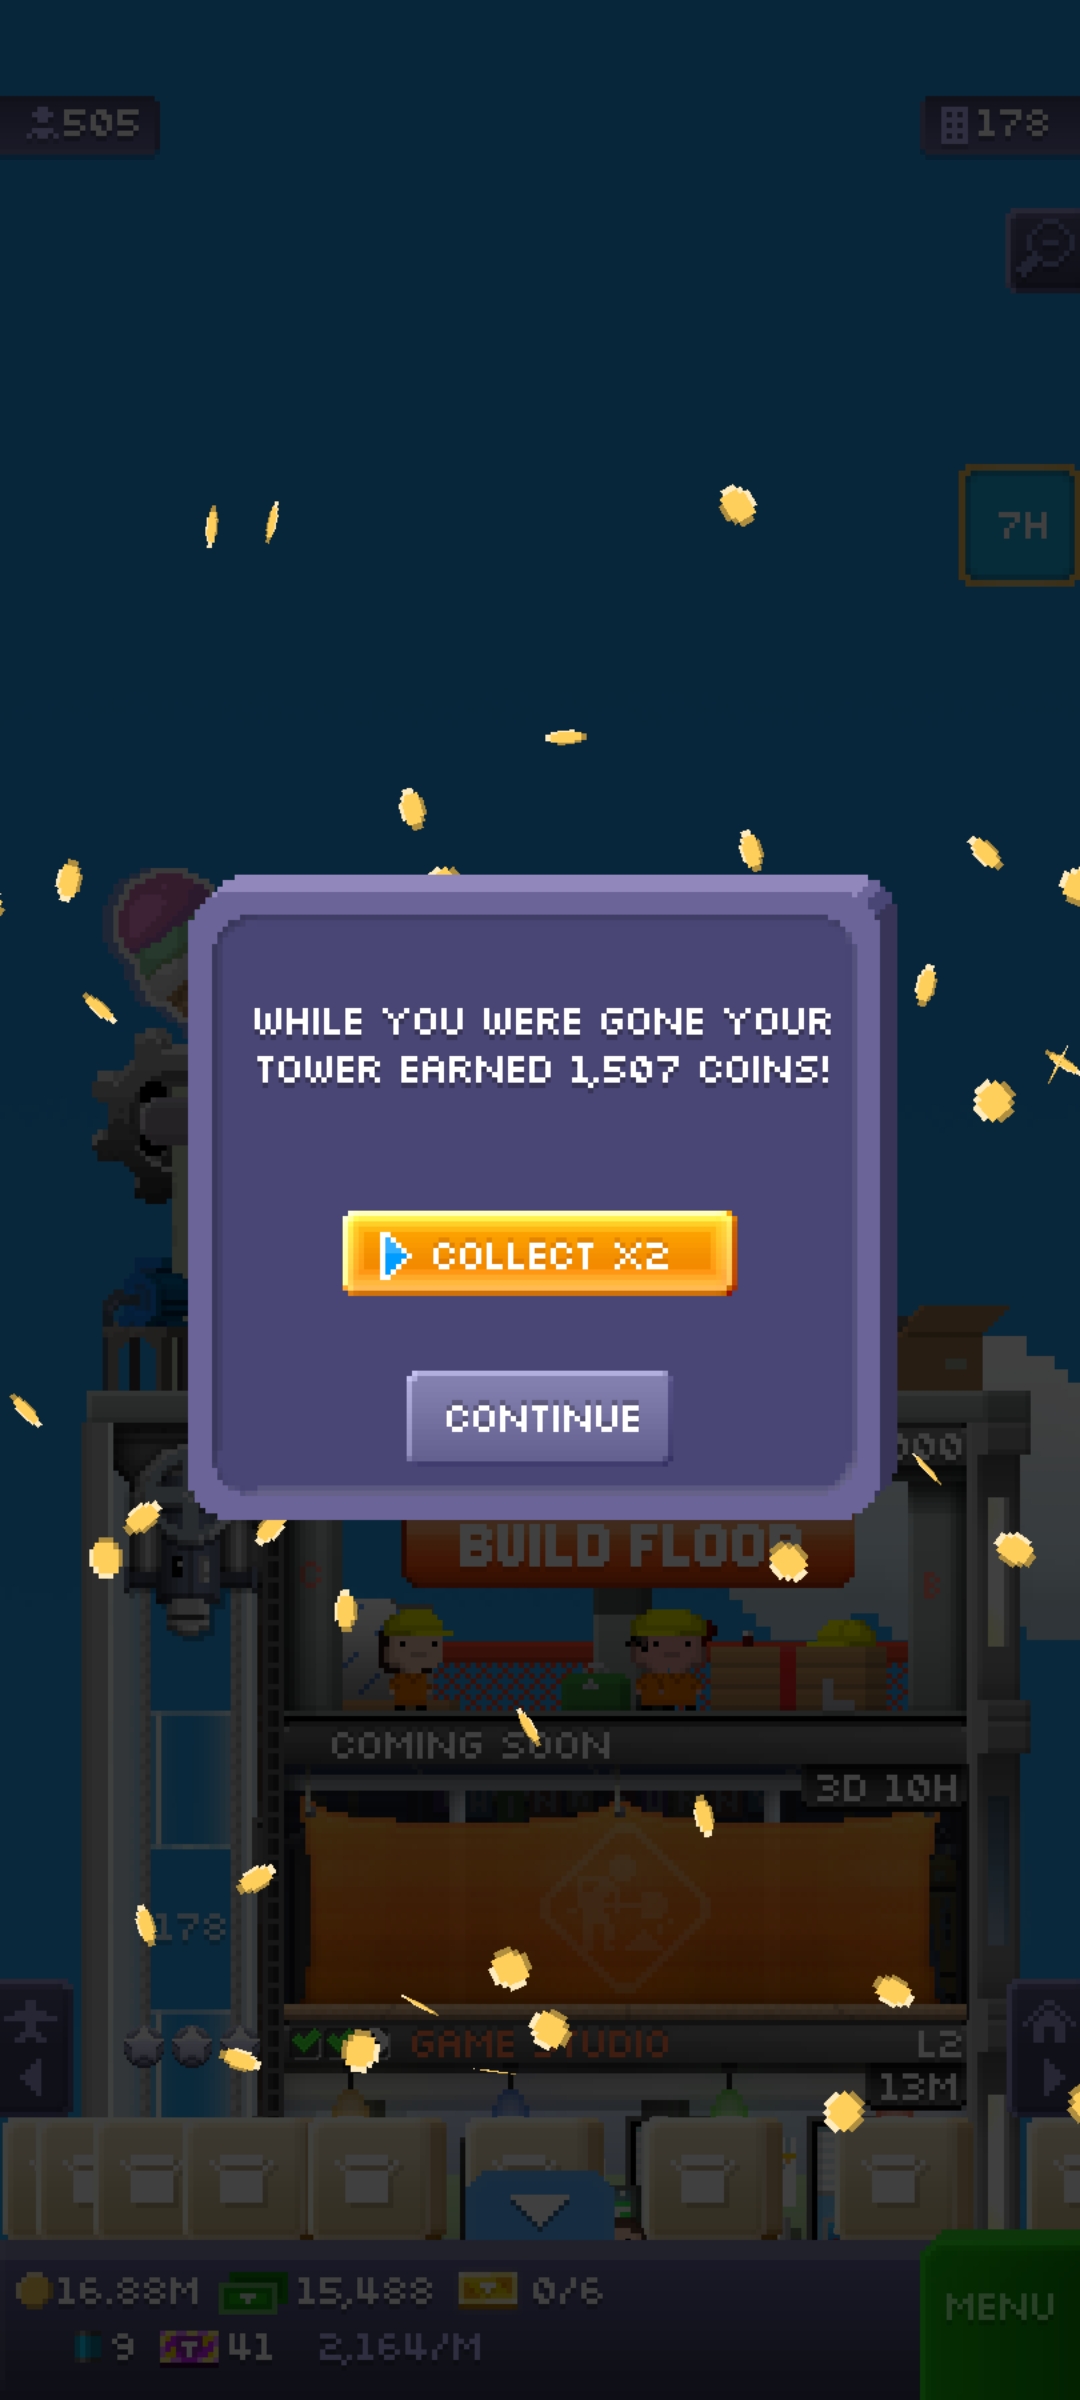 505
178
7H
WHILE YOU WERE GONE YOUR
TOWER EARNED 1,507 COINS!
COLLECT X2
CONTINUE
BUILD FLOOR
COMING SOON
3D 10H
178
GAME STUDIO
L2
13M
16.88M
15,488
0/6
MENU
9
41
2,164/M